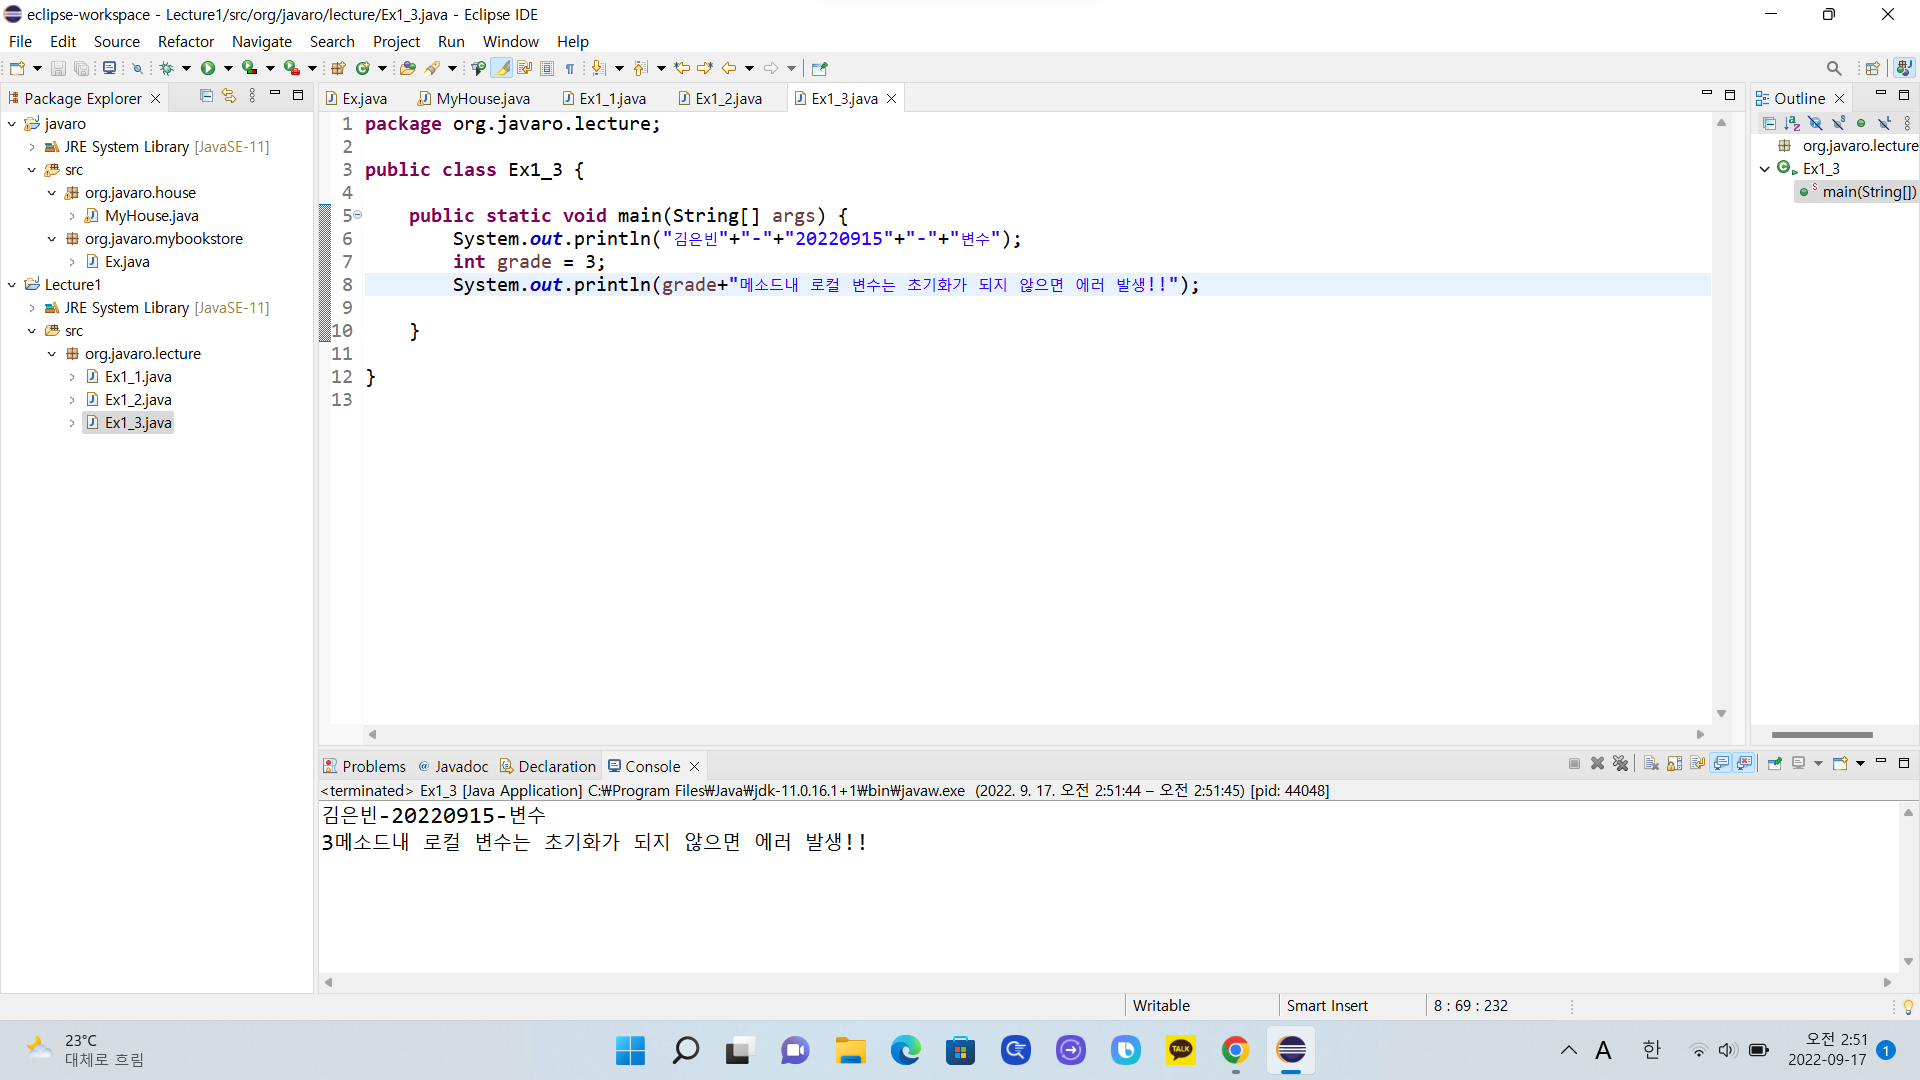 eclipse-workspace - Lecture1/src/org/javaro/lecture/Ex1_3.java - Eclipse IDE
File Edit Source Refactor Navigate Search Project Run Window Help
Package Explorer
javaro
JRE System Library [JavaSE-11]
src
org.javaro.house
MyHouse.java
org.javaro.mybookstore
Ex.java
Lecture1
JRE System Library [JavaSE-11]
src
org.javaro.lecture
Ex1_1.java
Ex1_2.java
Ex1_3.java
Ex.java MyHouse.java Ex1_1.java Ex1_2.java Ex1_3.java
1 package org.javaro.lecture;
2
3 public class Ex1_3 {
4
5 public static void main(String[] args) {
6 System.out.println("김은빈"+"-"+"20220915"+"-"+"변수");
7 int grade = 3;
8 System.out.println(grade+"메소드내 로컬 변수는 초기화가 되지 않으면 에러 발생!!");
9
10 }
11
12 }
13
Outline
org.javaro.lecture
Ex1_3
main(String[])
Problems Javadoc Declaration Console
<terminated> Ex1_3 [Java Application] C:₩Program Files₩Java₩jdk-11.0.16.1+1₩bin₩javaw.exe (2022. 9. 17. 오전 2:51:44 – 오전 2:51:45) [pid: 44048]
김은빈-20220915-변수
3메소드내 로컬 변수는 초기화가 되지 않으면 에러 발생!!
Writable Smart Insert 8 : 69 : 232
23°C
대체로 흐림
TALK
A 한
오전 2:51
2022-09-17
1